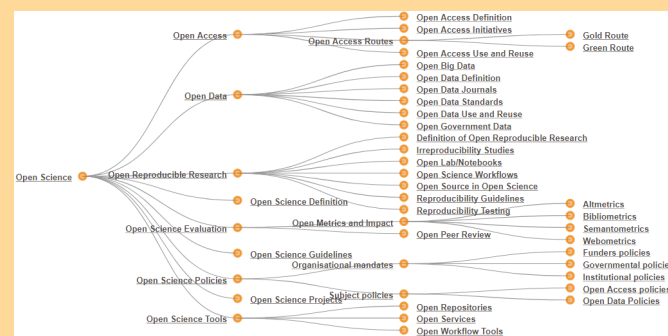 Open Science
Open Access
Open Access Definition
Open Access Initiatives
Open Access Routes
Gold Route
Green Route
Open Access Use and Reuse
Open Data
Open Big Data
Open Data Definition
Open Data Journals
Open Data Standards
Open Data Use and Reuse
Open Government Data
Open Reproducible Research
Definition of Open Reproducible Research
Irreproducibility Studies
Open Lab/Notebooks
Open Science Workflows
Open Source in Open Science
Reproducibility Guidelines
Reproducibility Testing
Open Science Definition
Open Science Evaluation
Open Metrics and Impact
Altmetrics
Bibliometrics
Semantometrics
Webometrics
Open Peer Review
Open Science Guidelines
Open Science Policies
Organisational mandates
Funders policies
Governmental policie
Institutional policies
Subject policies
Open Access policies
Open Data Policies
Open Science Projects
Open Science Tools
Open Repositories
Open Services
Open Workflow Tools